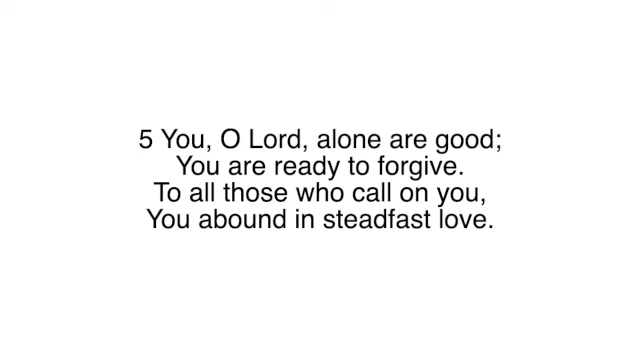 5 You, O Lord, alone are good;
You are ready to forgive.
To all those who call on you,
You abound in steadfast love.